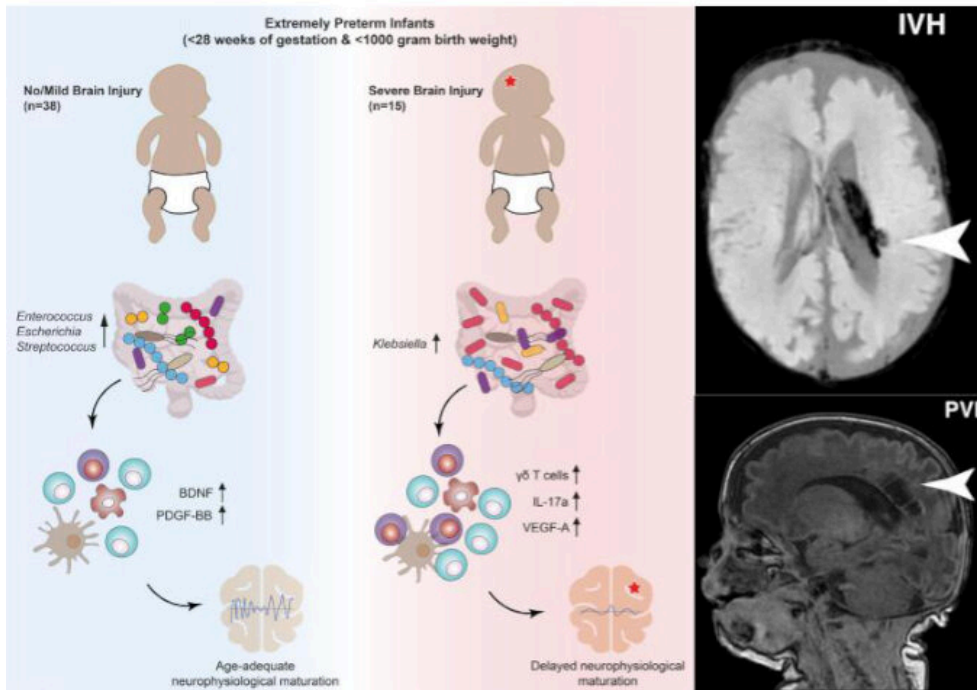 Extremely Preterm Infants
(<28 weeks of gestation & <1000 gram birth weight)
No/Mild Brain Injury
(n=38)
Severe Brain Injury
(n=15)
Enterococcus
Escherichia
Streptococcus
Klebsiella
BDNF
PDGF-BB
γδ T cells
IL-17a
VEGF-A
Age-adequate
neurophysiological maturation
Delayed neurophysiological
maturation
IVH